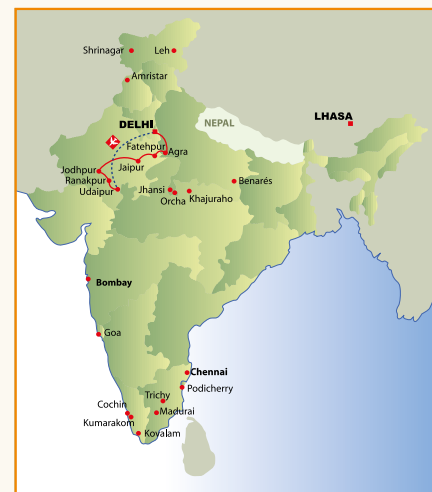 Shrinagar
Leh
Amristar
DELHI
NEPAL
LHASA
Fatehpur
Agra
Jaipur
Jodhpur
Ranakpur
Udaipur
Jhansi
Orcha
Khajuraho
Benarés
Bombay
Goa
Chennai
Podicherry
Trichy
Cochin
Madurai
Kumarakom
Kovalam